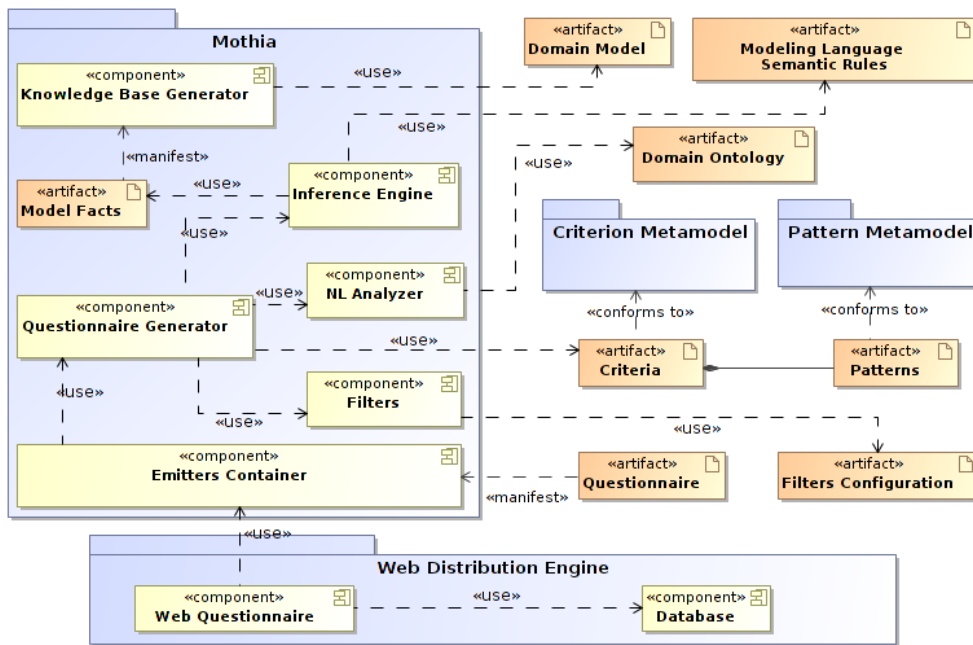 Mothia
«component»
Knowledge Base Generator
«use»
«artifact»
Domain Model
«artifact»
Modeling Language
Semantic Rules
«use»
«manifest»
«artifact»
Model Facts
«use»
«component»
Inference Engine
«use»
«artifact»
Domain Ontology
«use»
Criterion Metamodel
Pattern Metamodel
«component»
NL Analyzer
«use»
«component»
Questionnaire Generator
«conforms to»
«conforms to»
«use»
«artifact»
Criteria
«artifact»
Patterns
«use»
«component»
Filters
«use»
«use»
«component»
Emitters Container
«manifest»
«artifact»
Questionnaire
«artifact»
Filters Configuration
«use»
Web Distribution Engine
«component»
Web Questionnaire
«use»
«component»
Database